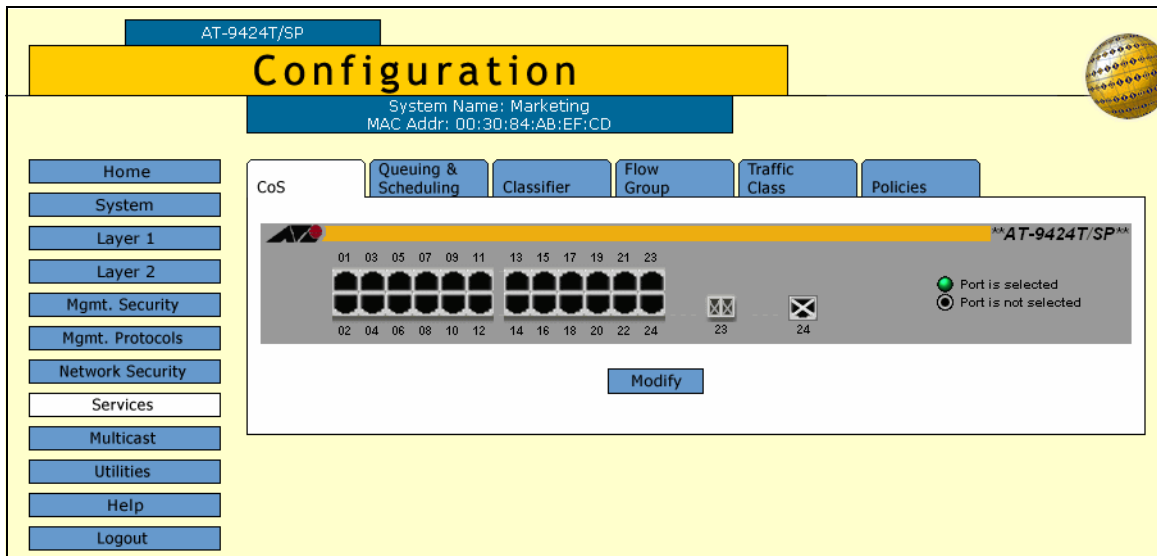 AT-9424T/SP
Configuration
System Name: Marketing
MAC Addr: 00:30:84:AB:EF:CD
Home
System
Layer 1
Layer 2
Mgmt. Security
Mgmt. Protocols
Network Security
Services
Multicast
Utilities
Help
Logout
CoS
Queuing &
Scheduling
Classifier
Flow
Group
Traffic
Class
Policies
**AT-9424T/SP**
01 03 05 07 09 11 13 15 17 19 21 23
02 04 06 08 10 12 14 16 18 20 22 24
23 24
Port is selected
Port is not selected
Modify